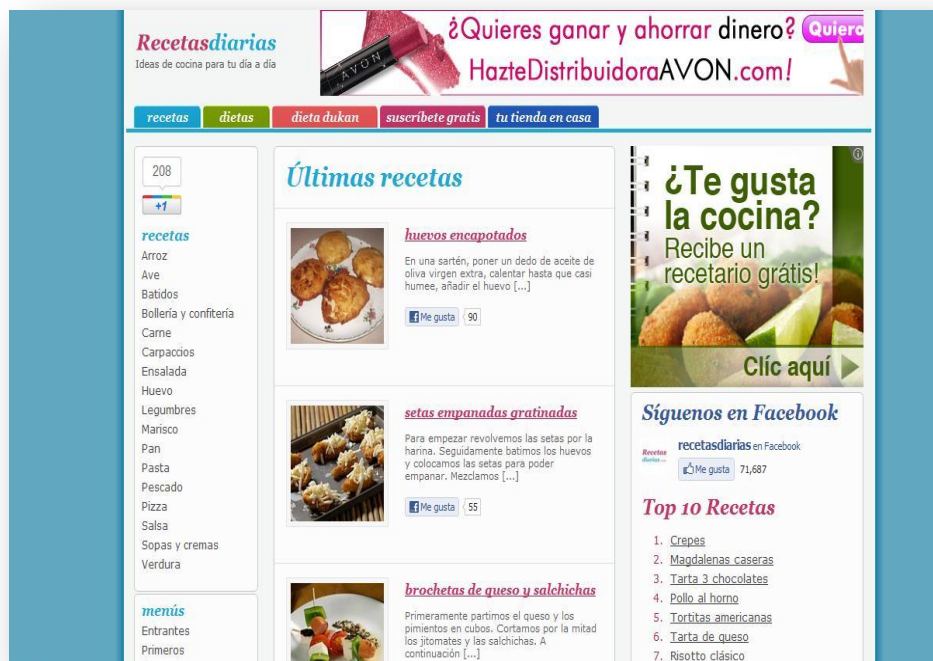 Recetasdiarias
Ideas de cocina para tu día a día
¿Quieres ganar y ahorrar dinero?
HazteDistribuidoraAVON.com!
AVON
recetas
dietas
dieta dukan
suscríbete gratis
tu tienda en casa
208
+1
recetas
Arroz
Ave
Batidos
Bollería y confitería
Carne
Carpaccios
Ensalada
Huevo
Legumbres
Marisco
Pan
Pasta
Pescado
Pizza
Salsa
Sopas y cremas
Verdura
menús
Entrantes
Primeros
Últimas recetas
huevos encapotados
En una sartén, poner un dedo de aceite de
oliva virgen extra, calentar hasta que casi
humee, añadir el huevo [...]
Me gusta 90
setas empanadas gratinadas
Para empezar revolvemos las setas por la
harina. Seguidamente batimos los huevos
y colocamos las setas para poder
empanar. Mezclamos [...]
Me gusta 55
brochetas de queso y salchichas
Primeramente partimos el queso y los
pimientos en cubos. Cortamos por la mitad
los jitomates y las salchichas. A
continuación [...]
¿Te gusta
la cocina?
Recibe un
recetario grátis!
Clíc aquí
Síguenos en Facebook
Recetas
diarias
recetasdiarias en Facebook
Me gusta 71,687
Top 10 Recetas
1. Crepes
2. Magdalenas caseras
3. Tarta 3 chocolates
4. Pollo al horno
5. Tortitas americanas
6. Tarta de queso
7. Risotto clásico